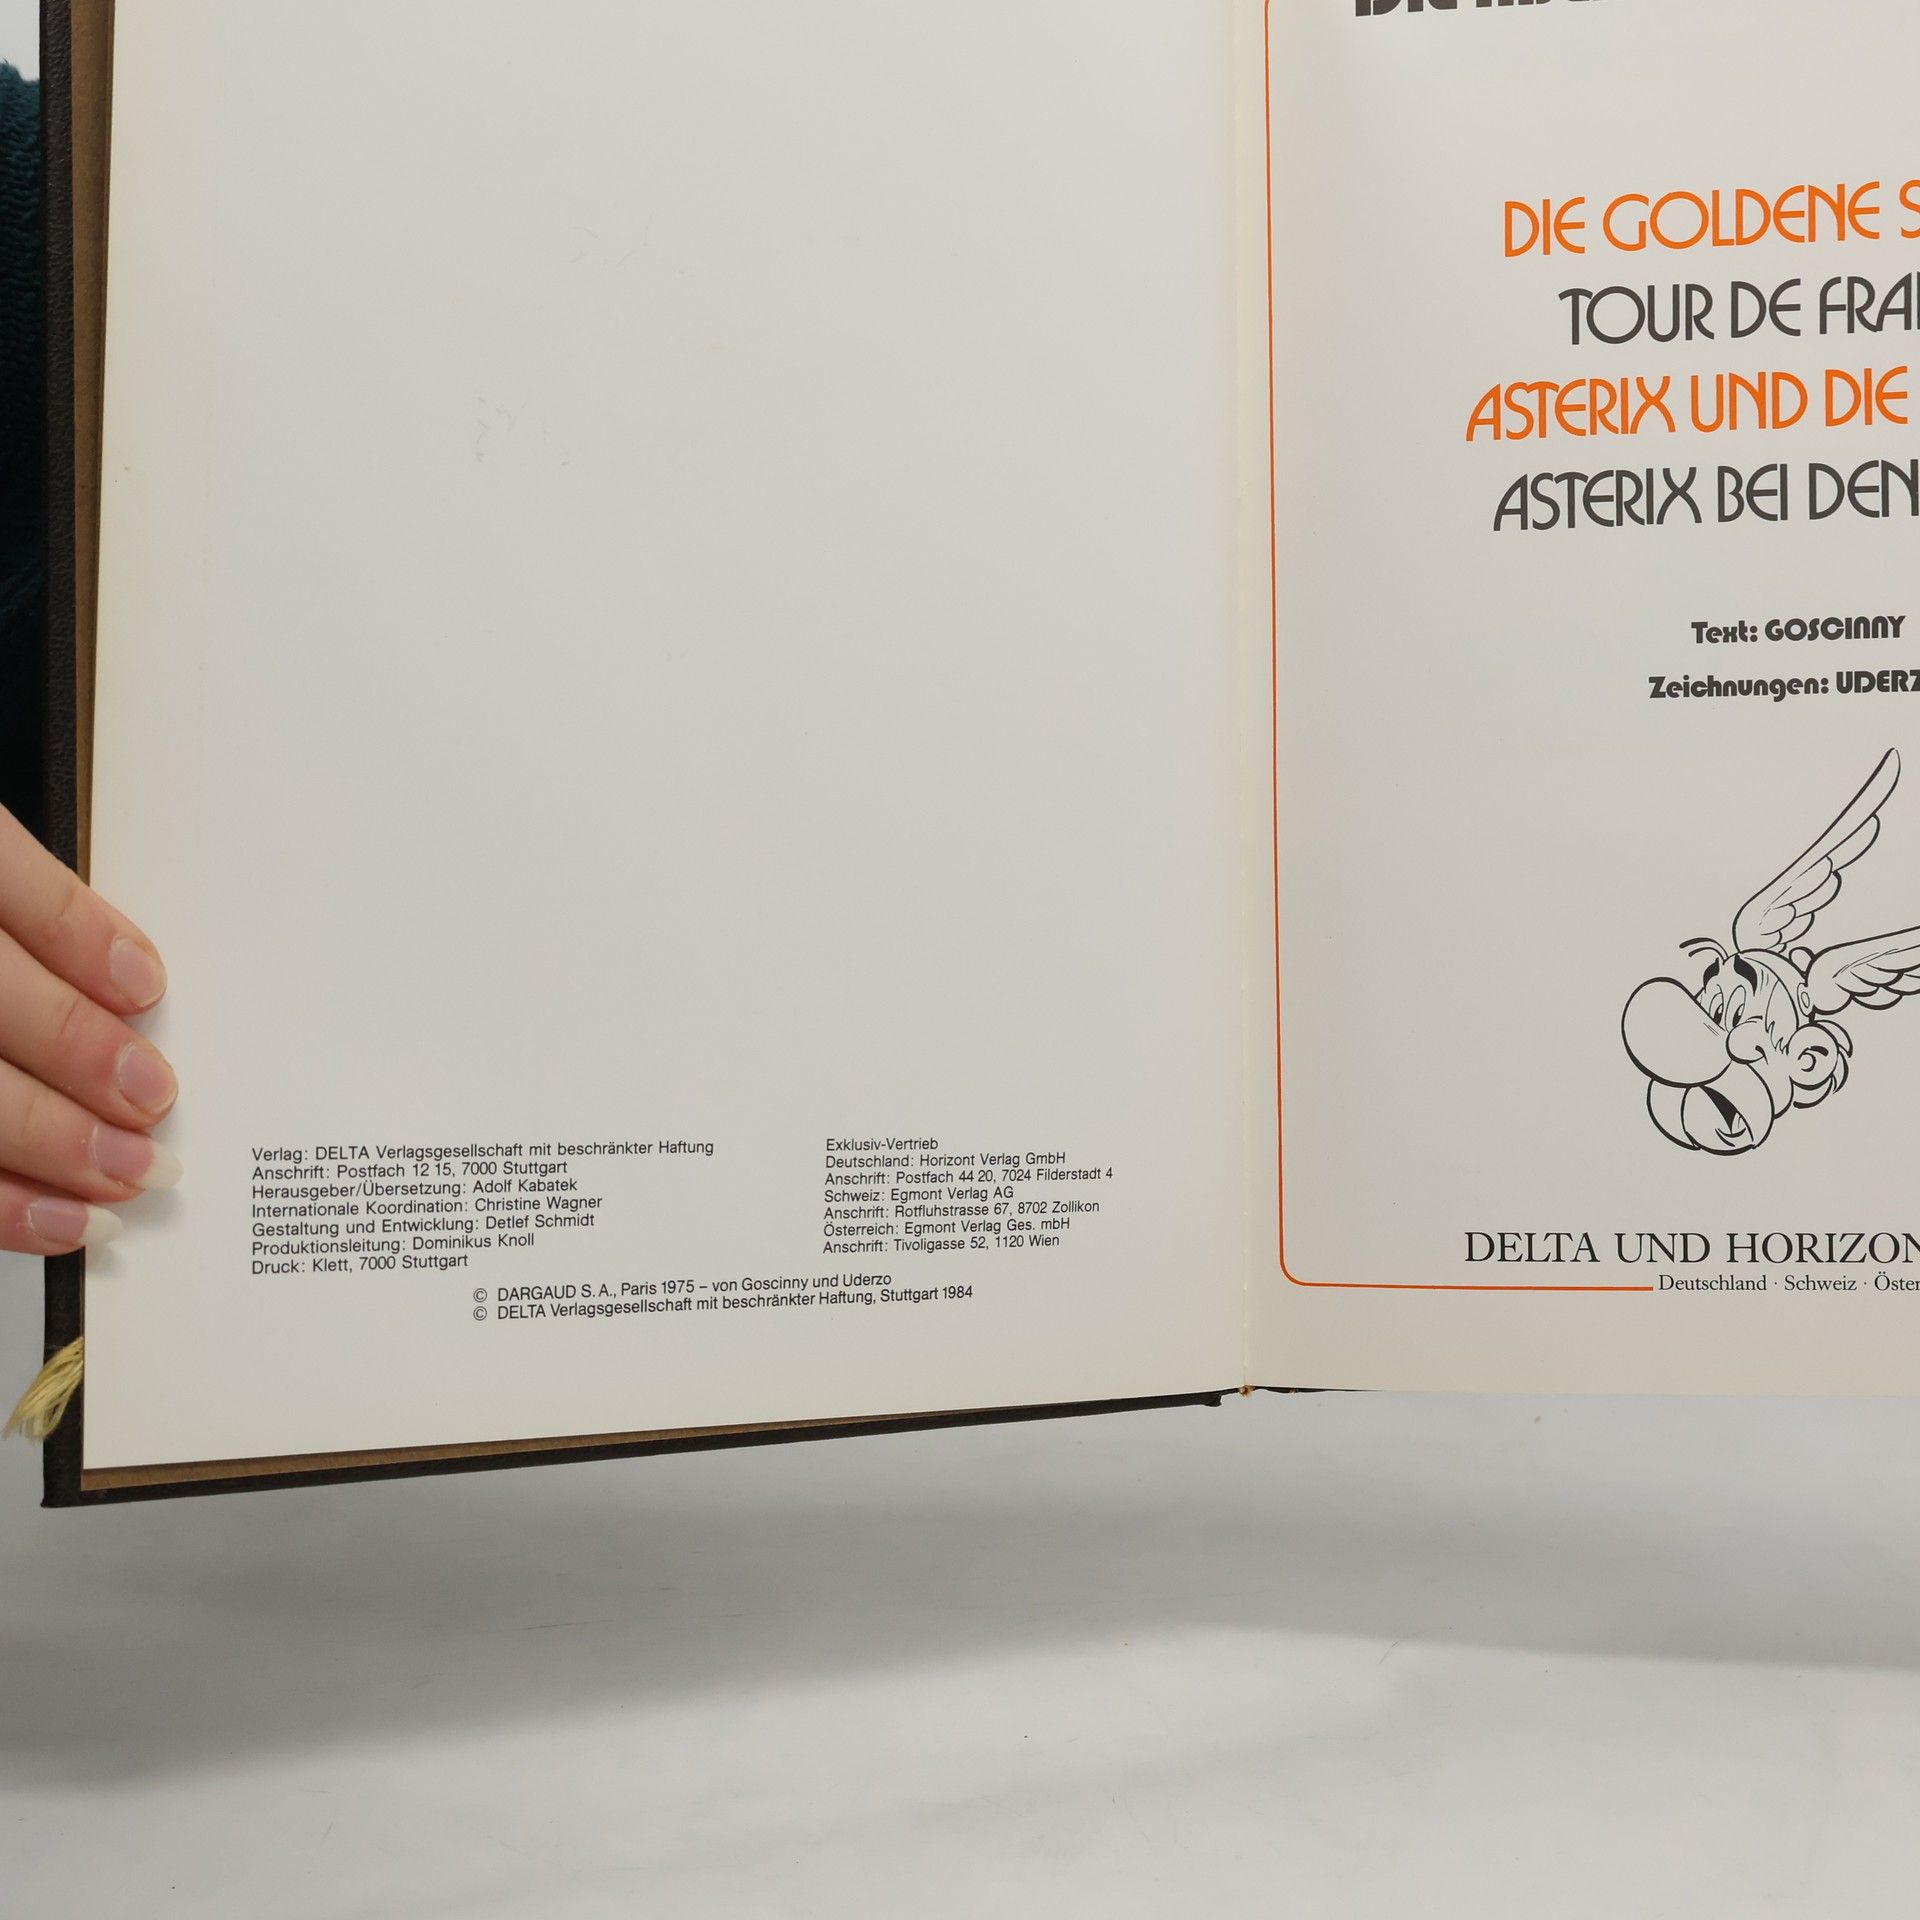 Verlag: DELTA Verlagsgesellschaft mit beschränkter Haftung
Anschrift: Postfach 12 15, 7000 Stuttgart
Herausgeber/Übersetzung: Adolf Kabatek
Internationale Koordination: Christine Wagner
Gestaltung und Entwicklung: Detlef Schmidt
Produktionsleitung: Dominikus Knoll
Druck: Klett, 7000 Stuttgart
Exklusiv-Vertrieb
Deutschland: Horizont Verlag GmbH
Anschrift: Postfach 44 20, 7024 Filderstadt 4
Schweiz: Egmont Verlag AG
Anschrift: Rotfluhstrasse 67, 8702 Zollikon
Österreich: Egmont Verlag Ges. mbH
Anschrift: Tivoligasse 52, 1120 Wien
© DARGAUD S. A., Paris 1975 – von Goscinny und Uderzo
© DELTA Verlagsgesellschaft mit beschränkter Haftung, Stuttgart 1984
DIE GOLDENE S
TOUR DE FRA
ASTERIX UND DIE
ASTERIX BEI DEN
Text: GOSCINNY
Zeichnungen: UDERZ
DELTA UND HORIZON
Deutschland · Schweiz · Öster